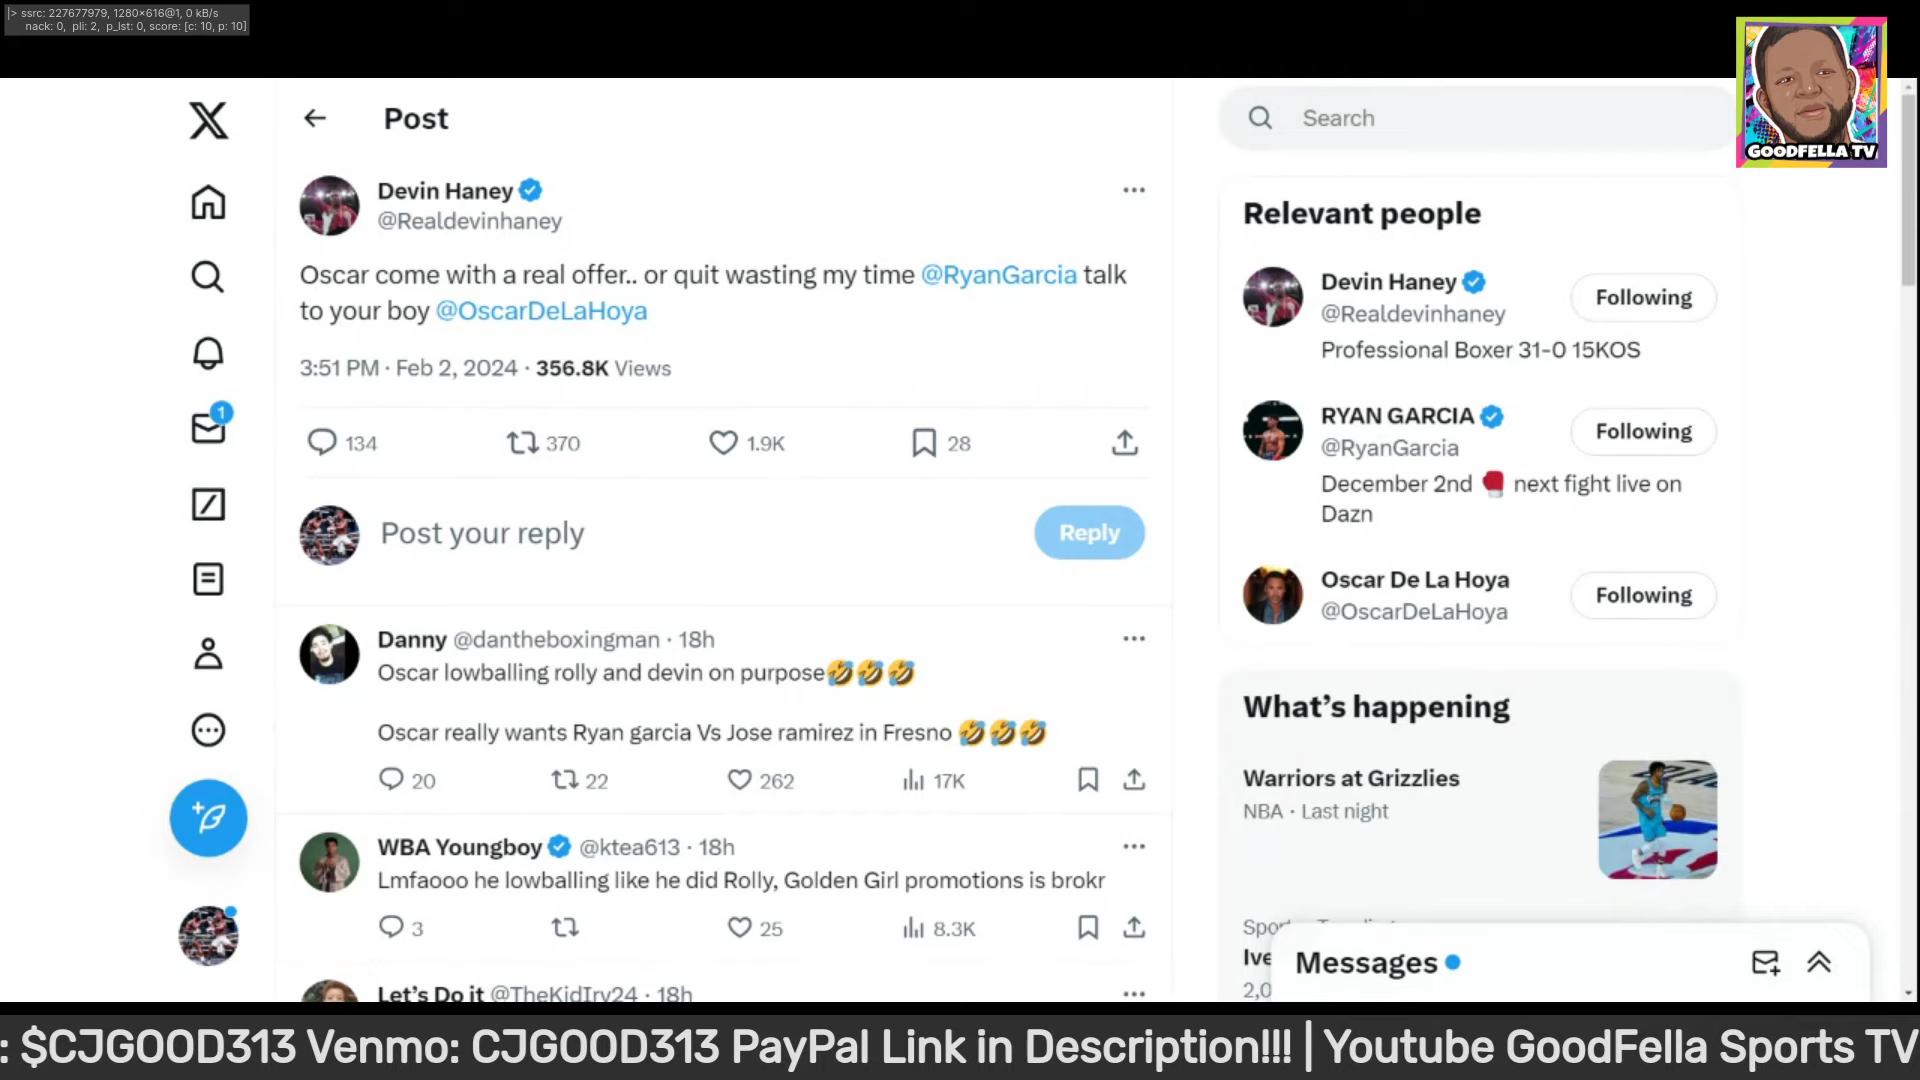 |> ssrc: 227677979, 1280×616@1, 0 kB/s
nack: 0, pli: 2, p_lst: 0, score: [c: 10, p: 10]
GOODFELLA TV
Post
Devin Haney
@Realdevinhaney
Oscar come with a real offer.. or quit wasting my time @RyanGarcia talk
to your boy @OscarDeLaHoya
3:51 PM · Feb 2, 2024 · 356.8K Views
134 370 1.9K 28
Post your reply
Reply
Danny @dantheboxingman · 18h
Oscar lowballing rolly and devin on purpose🤣🤣🤣
Oscar really wants Ryan garcia Vs Jose ramirez in Fresno 🤣🤣🤣
20 22 262 17K
WBA Youngboy @ktea613 · 18h
Lmfaooo he lowballing like he did Rolly, Golden Girl promotions is brokr
3 25 8.3K
Let's Do it @TheKidIrv24 · 18h
1
Search
Relevant people
Devin Haney
@Realdevinhaney
Following
Professional Boxer 31-0 15KOS
RYAN GARCIA
@RyanGarcia
Following
December 2nd 🥊 next fight live on
Dazn
Oscar De La Hoya
@OscarDeLaHoya
Following
What's happening
Warriors at Grizzlies
NBA · Last night
Messages
: $CJGOOD313 Venmo: CJGOOD313 PayPal Link in Description!!! | Youtube GoodFella Sports TV